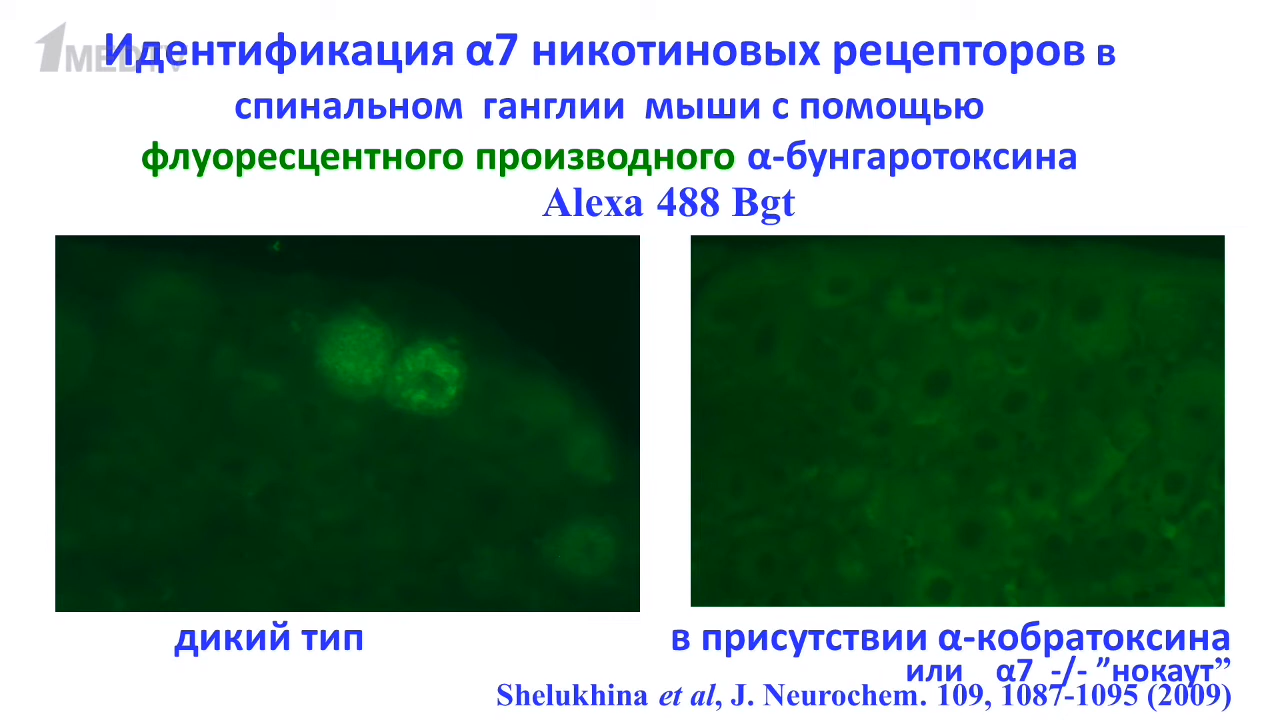 1MEDTV
Идентификация α7 никотиновых рецепторов в
спинальном ганглии мыши с помощью
флуоресцентного производного α-бунгаротоксина
Alexa 488 Bgt
дикий тип
в присутствии α-кобратоксина
или α7 -/- ”нокаут”
Shelukhina et al, J. Neurochem. 109, 1087-1095 (2009)